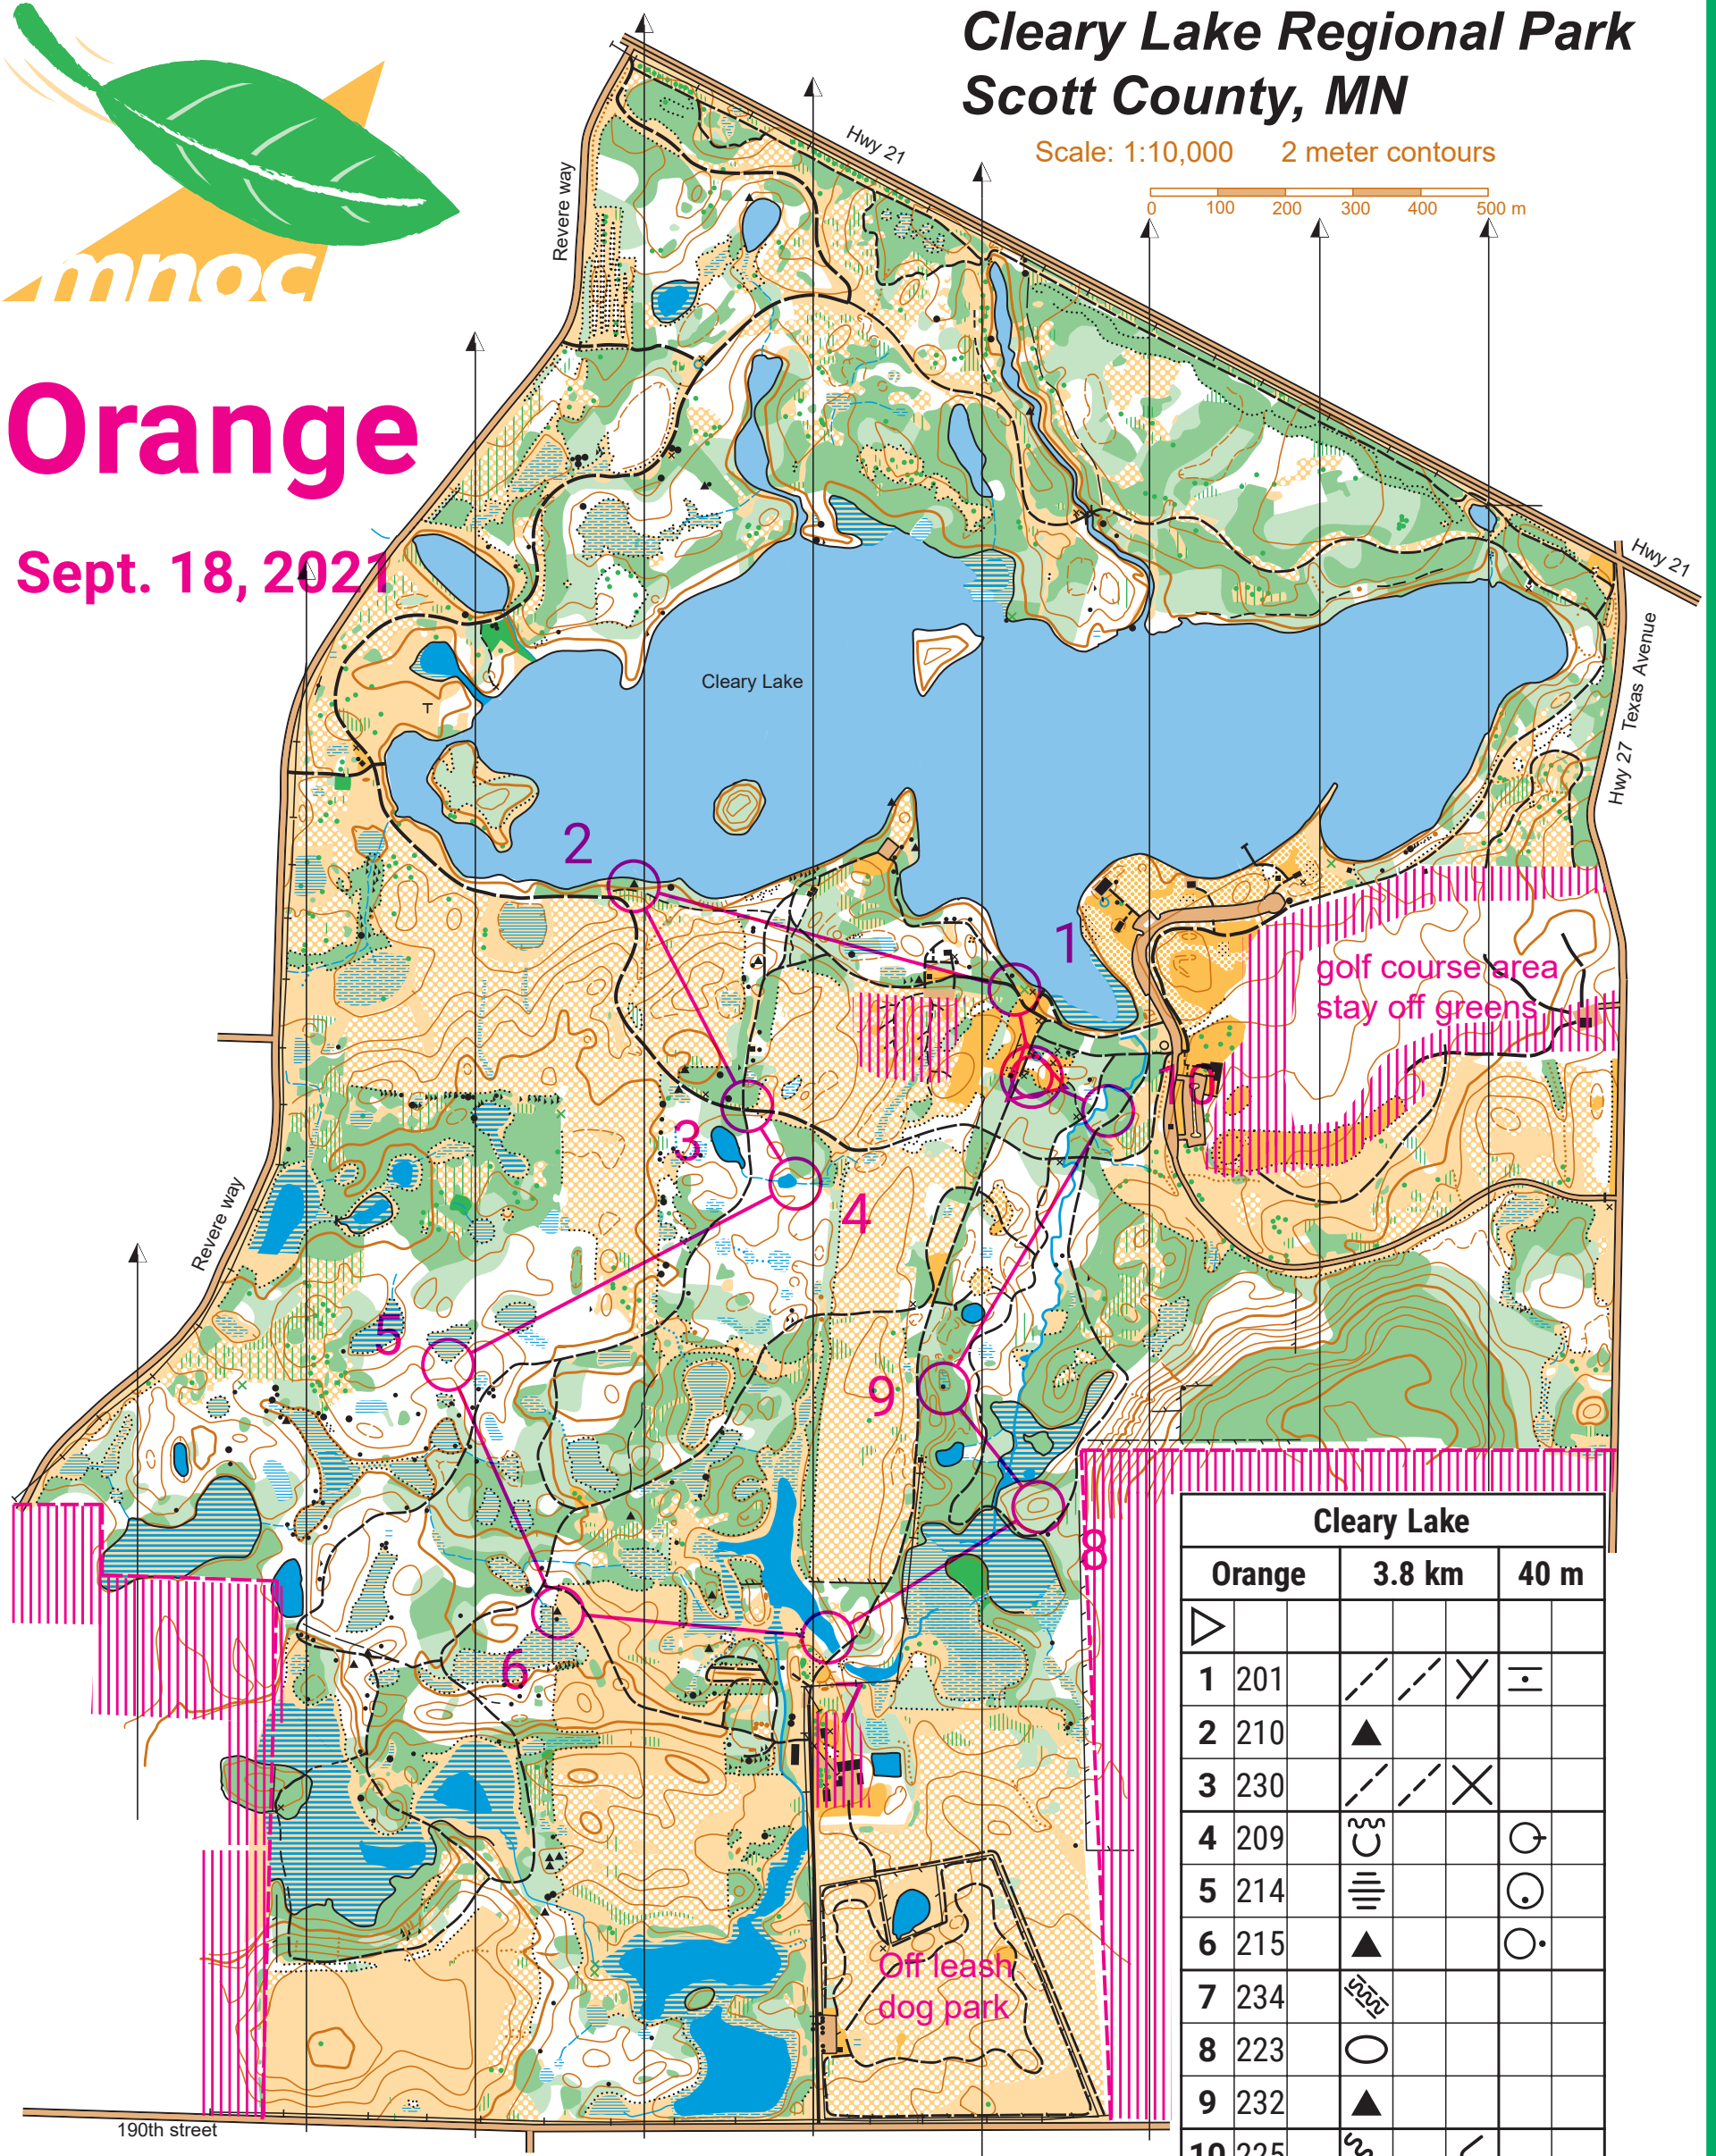 Cleary Lake Regional Park
Scott County, MN
Scale: 1:10,000 2 meter contours
0 100 200 300 400 500 m
mnoc
Orange
Sept. 18, 2021
Hwy 21
Revere way
Hwy 21
Hwy 27 Texas Avenue
Cleary Lake
2
1
golf course area
stay off greens
10
3
4
Revere way
5
9
8
6
7
Off leash
dog park
190th street
Cleary Lake
Orange 3.8 km 40 m
1 201
2 210
3 230
4 209
5 214
6 215
7 234
8 223
9 232
10 225